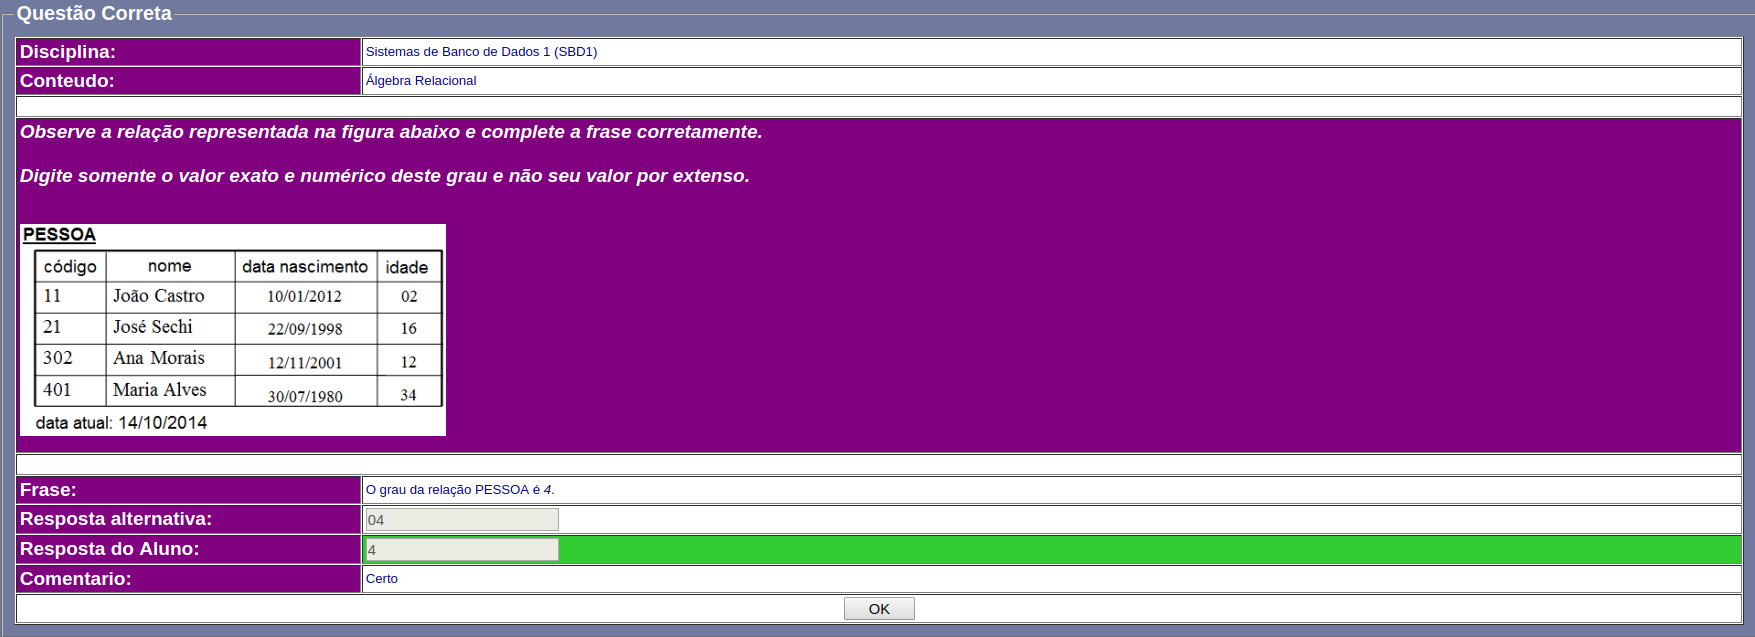 Questão Correta
Disciplina: Sistemas de Banco de Dados 1 (SBD1)
Conteudo: Álgebra Relacional
Observe a relação representada na figura abaixo e complete a frase corretamente.
Digite somente o valor exato e numérico deste grau e não seu valor por extenso.
PESSOA
código nome data nascimento idade
11 João Castro 10/01/2012 02
21 José Sechi 22/09/1998 16
302 Ana Morais 12/11/2001 12
401 Maria Alves 30/07/1980 34
data atual: 14/10/2014
Frase: O grau da relação PESSOA é 4.
Resposta alternativa: 04
Resposta do Aluno: 4
Comentario: Certo
OK